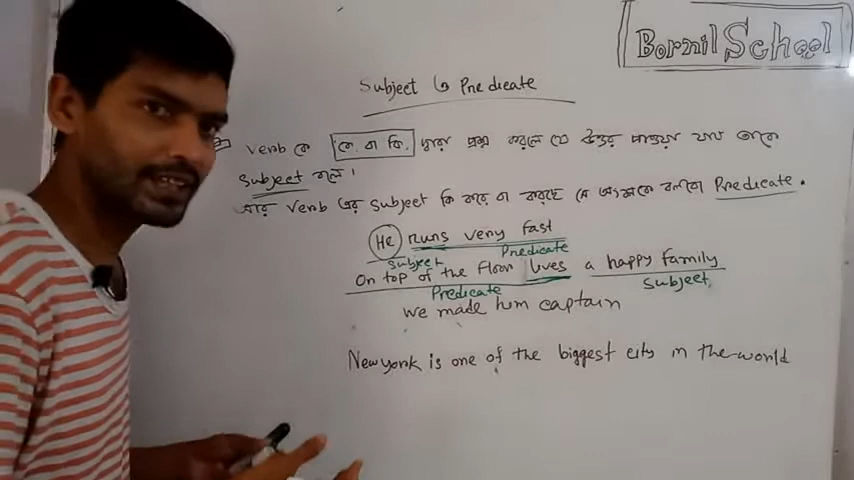 Bornil School
Subject ও Predicate
Verb কে কে বা কি দ্বারা প্রশ্ন করলে যে উত্তর পাওয়া যায় তাকে
Subject বলে।
আর Verb এর Subject কি করে বা করছে সে অংশকে বলবো Predicate.
He runs very fast
Subject Predicate
On top of the floor lives a happy family
Predicate Subject
we made him captain
Newyork is one of the biggest city in the world